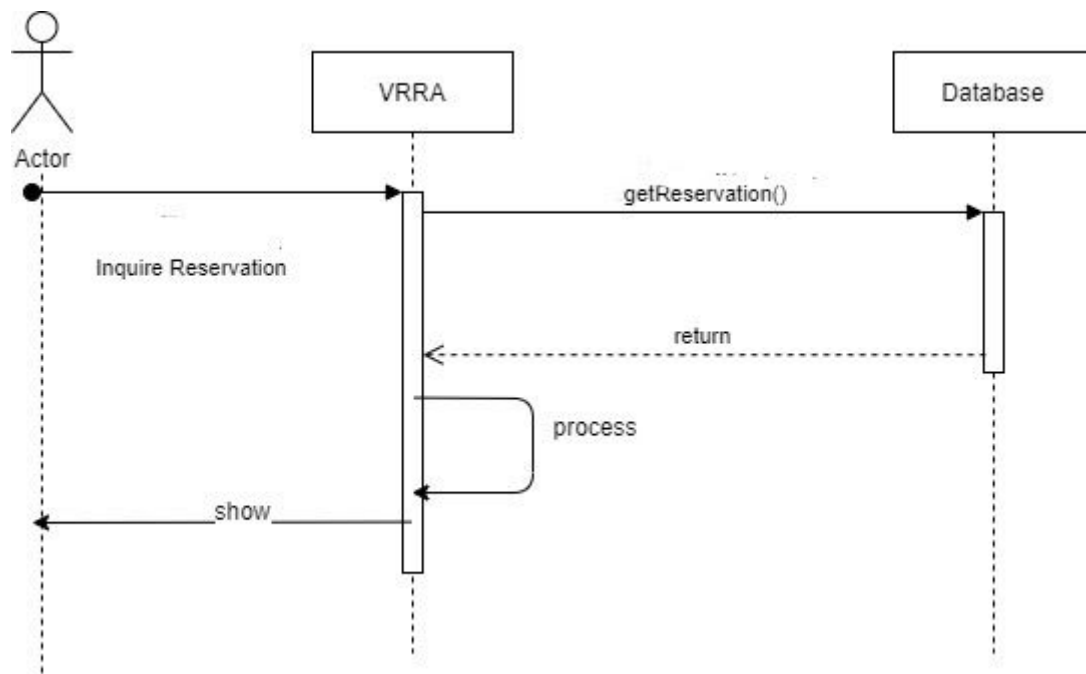 VRRA
Database
Actor
getReservation()
Inquire Reservation
return
process
show